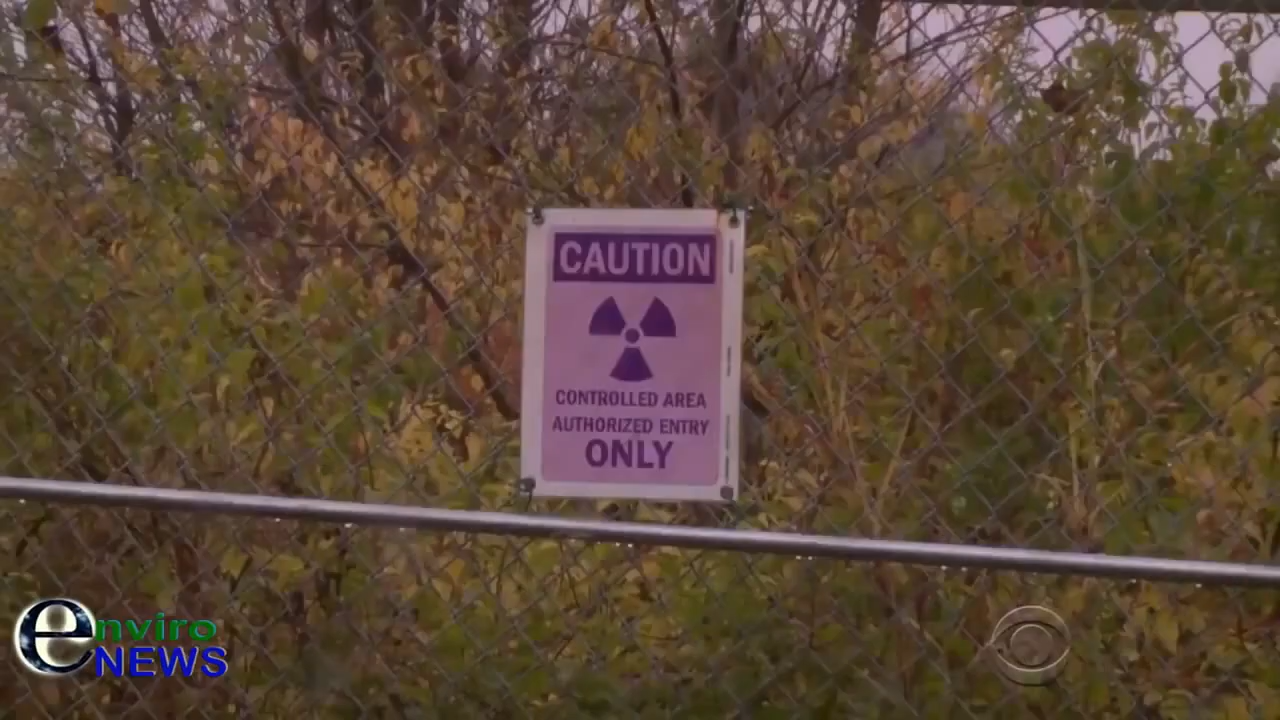 CAUTION
CONTROLLED AREA
AUTHORIZED ENTRY
ONLY
enviro
NEWS